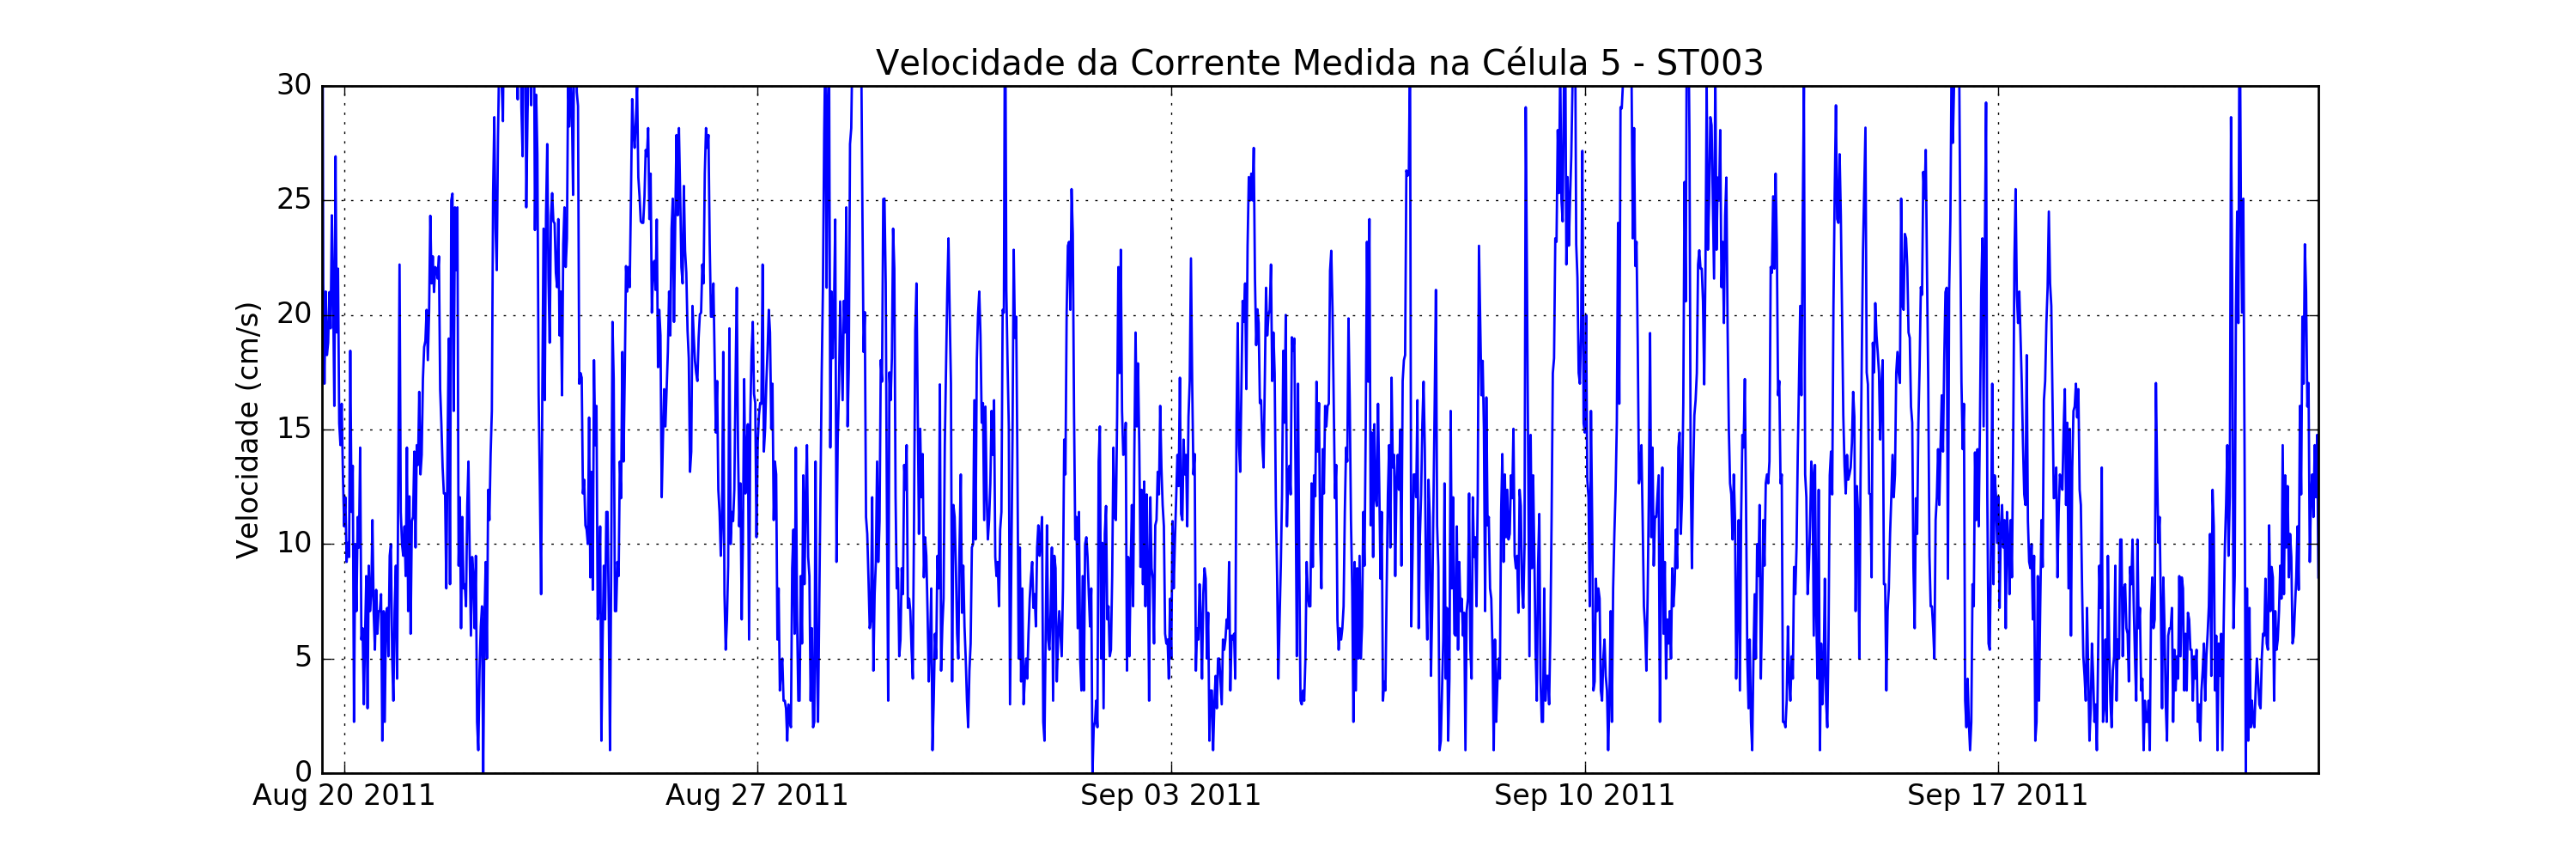 Velocidade da Corrente Medida na Célula 5 - ST003
Velocidade (cm/s)
30
25
20
15
10
5
0
Aug 20 2011
Aug 27 2011
Sep 03 2011
Sep 10 2011
Sep 17 2011